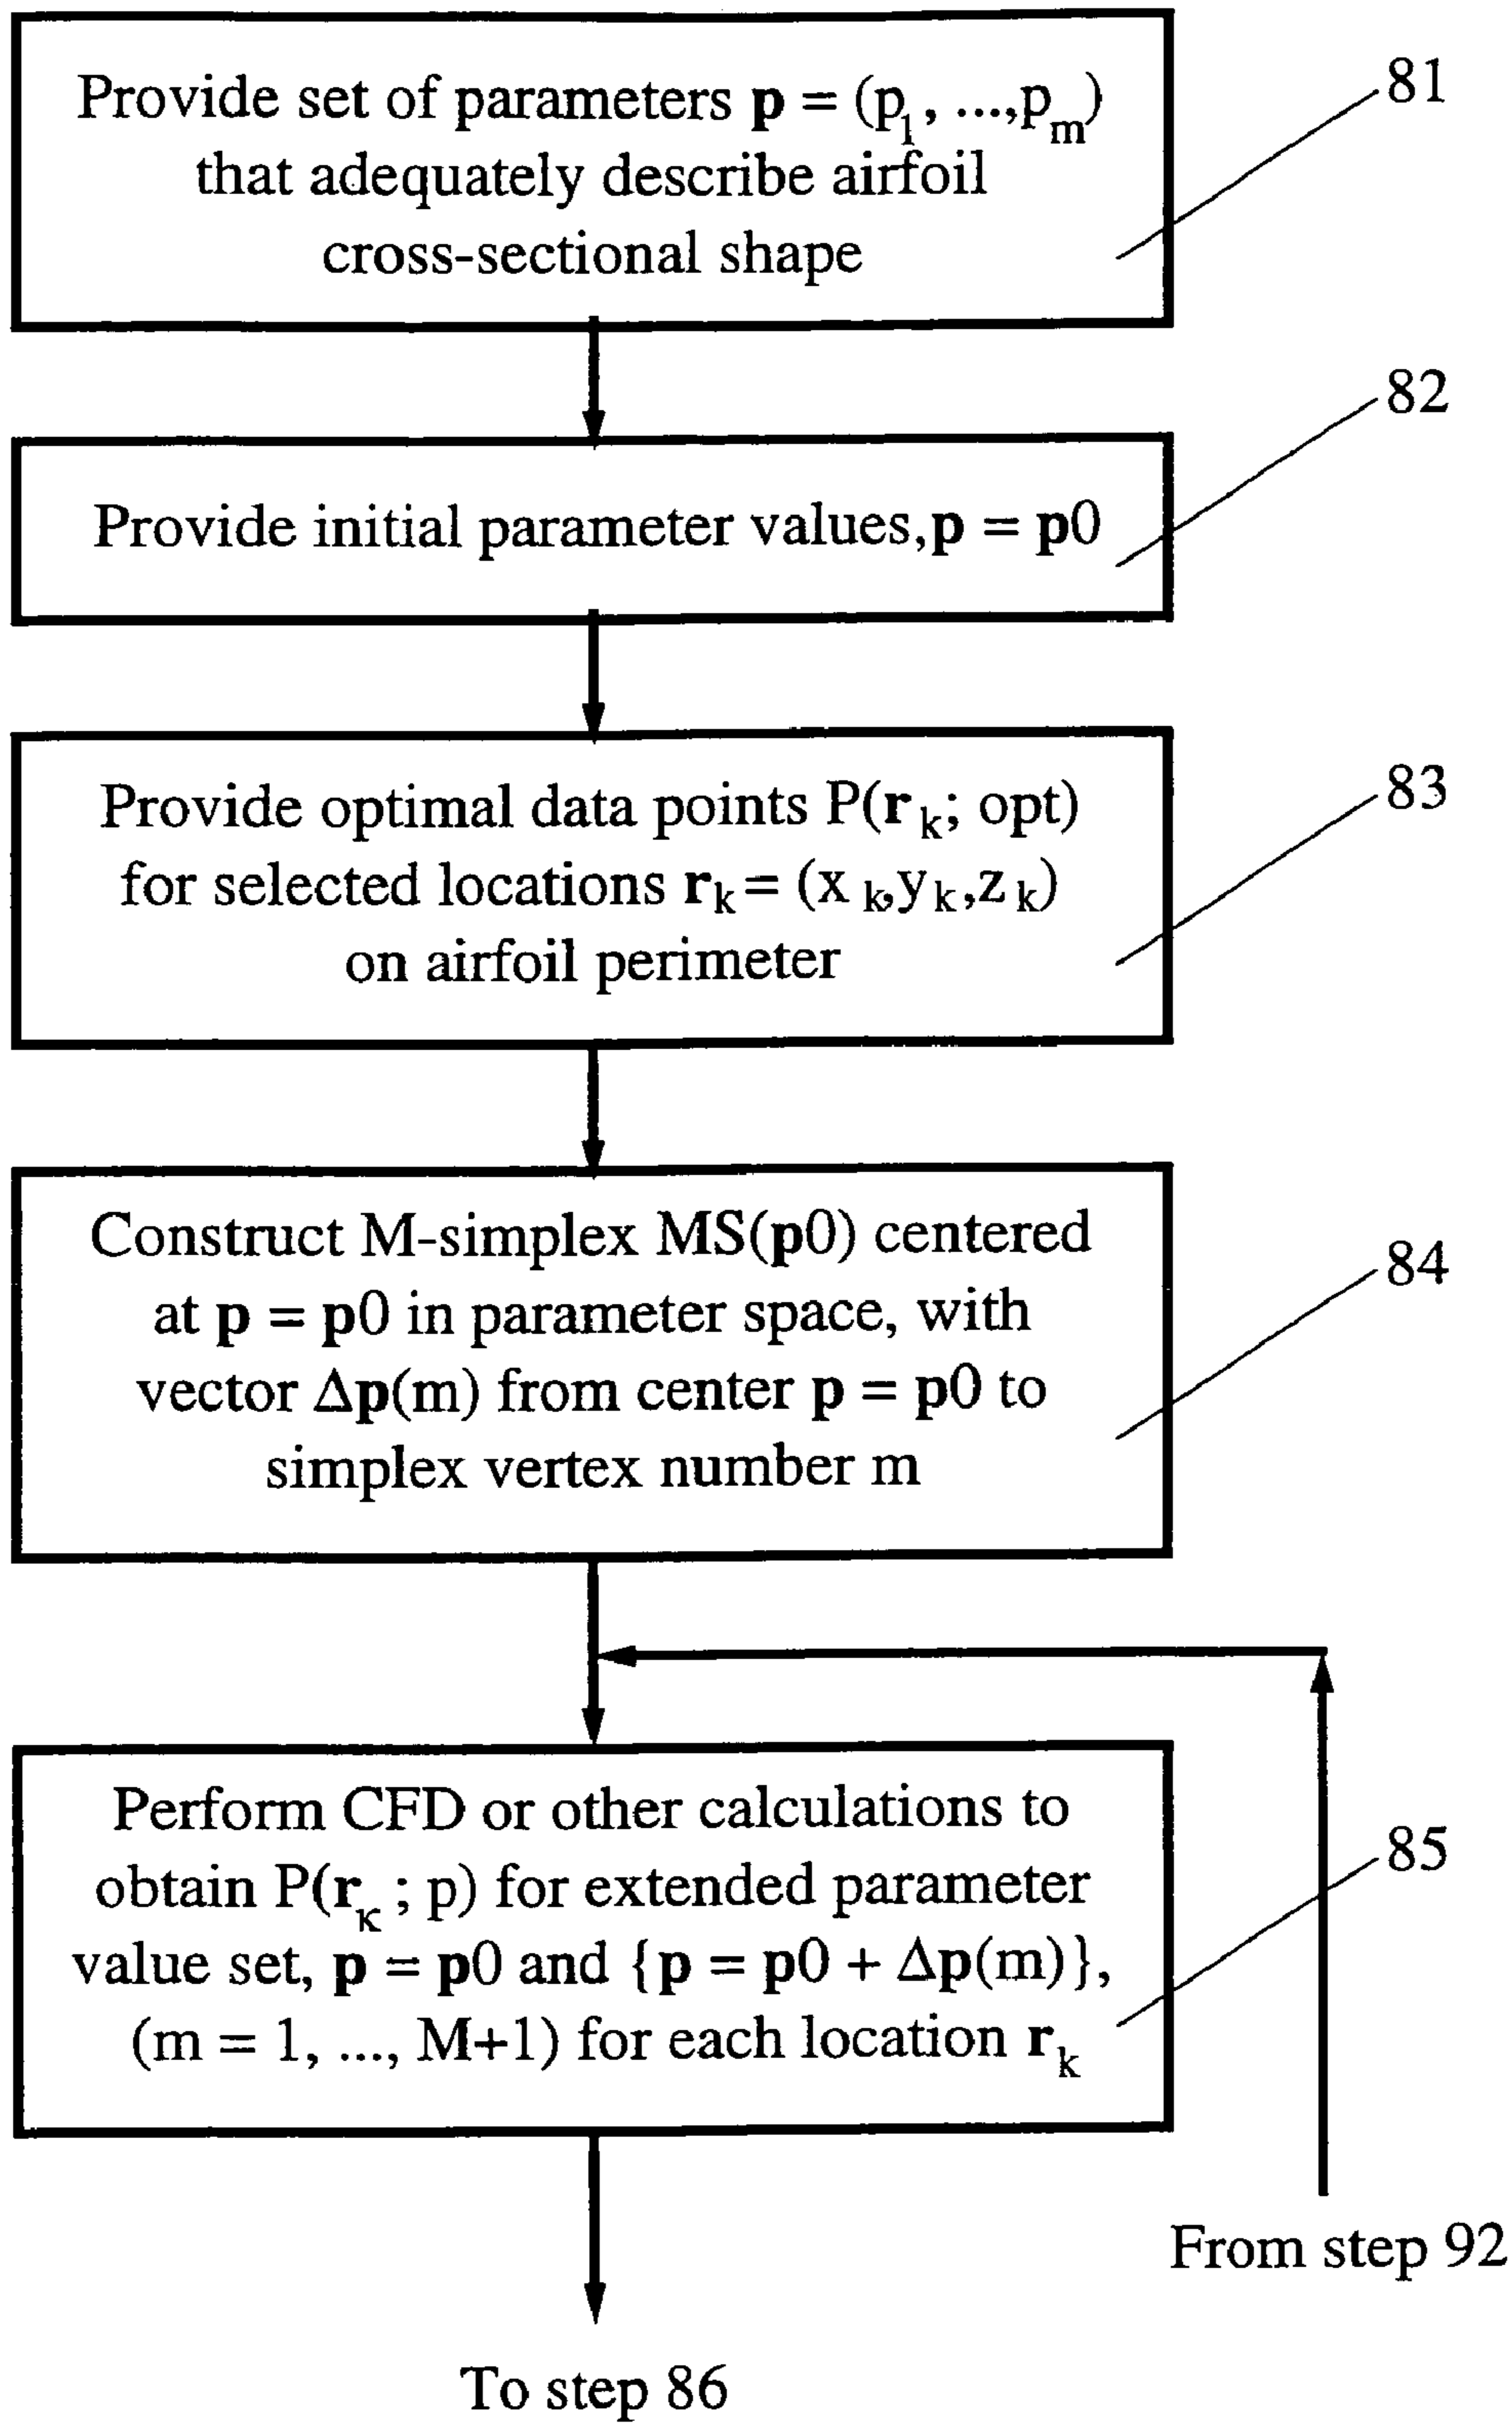 Provide set of parameters p = (p1, ...,pm)
that adequately describe airfoil
cross-sectional shape
81
Provide initial parameter values,p = p0
82
Provide optimal data points P(rk; opt)
for selected locations rk = (xk,yk,zk)
on airfoil perimeter
83
Construct M-simplex MS(p0) centered
at p = p0 in parameter space, with
vector Δp(m) from center p = p0 to
simplex vertex number m
84
Perform CFD or other calculations to
obtain P(rκ ; p) for extended parameter
value set, p = p0 and {p = p0 + Δp(m)},
(m = 1, ..., M+1) for each location rk
85
From step 92
To step 86